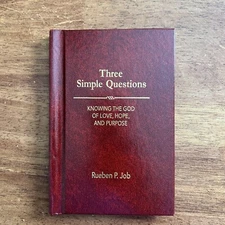 Three
Simple Questions
KNOWING THE GOD
OF LOVE, HOPE,
AND PURPOSE
Rueben P. Job